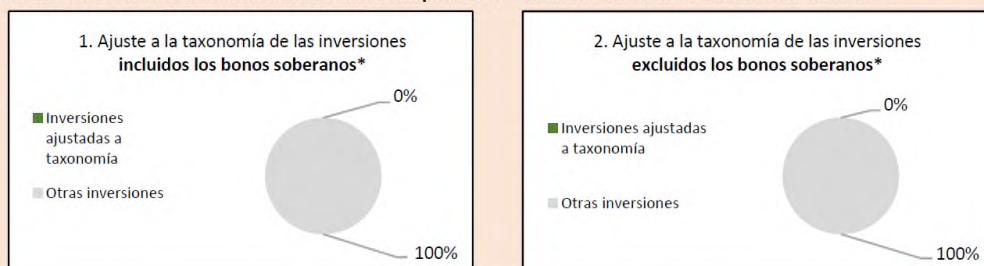 1. Ajuste a la taxonomía de las inversiones
incluidos los bonos soberanos*
0%
Inversiones
ajustadas a
taxonomía
Otras inversiones
100%
2. Ajuste a la taxonomía de las inversiones
excluidos los bonos soberanos*
0%
Inversiones ajustadas
a taxonomía
Otras inversiones
100%